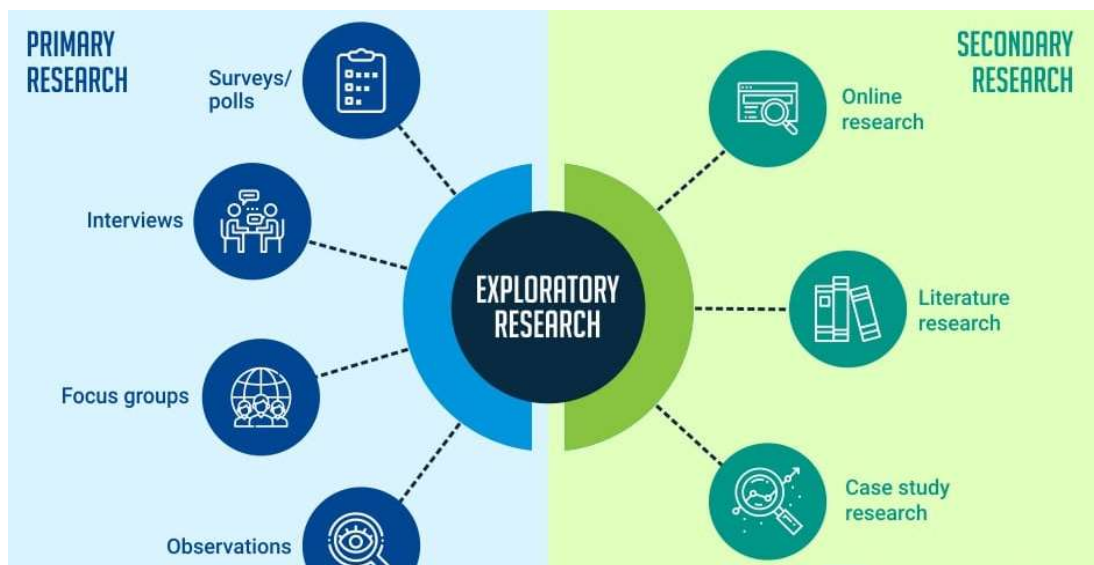 PRIMARY
RESEARCH
Surveys/
polls
Interviews
Focus groups
Observations
EXPLORATORY
RESEARCH
SECONDARY
RESEARCH
Online
research
Literature
research
Case study
research